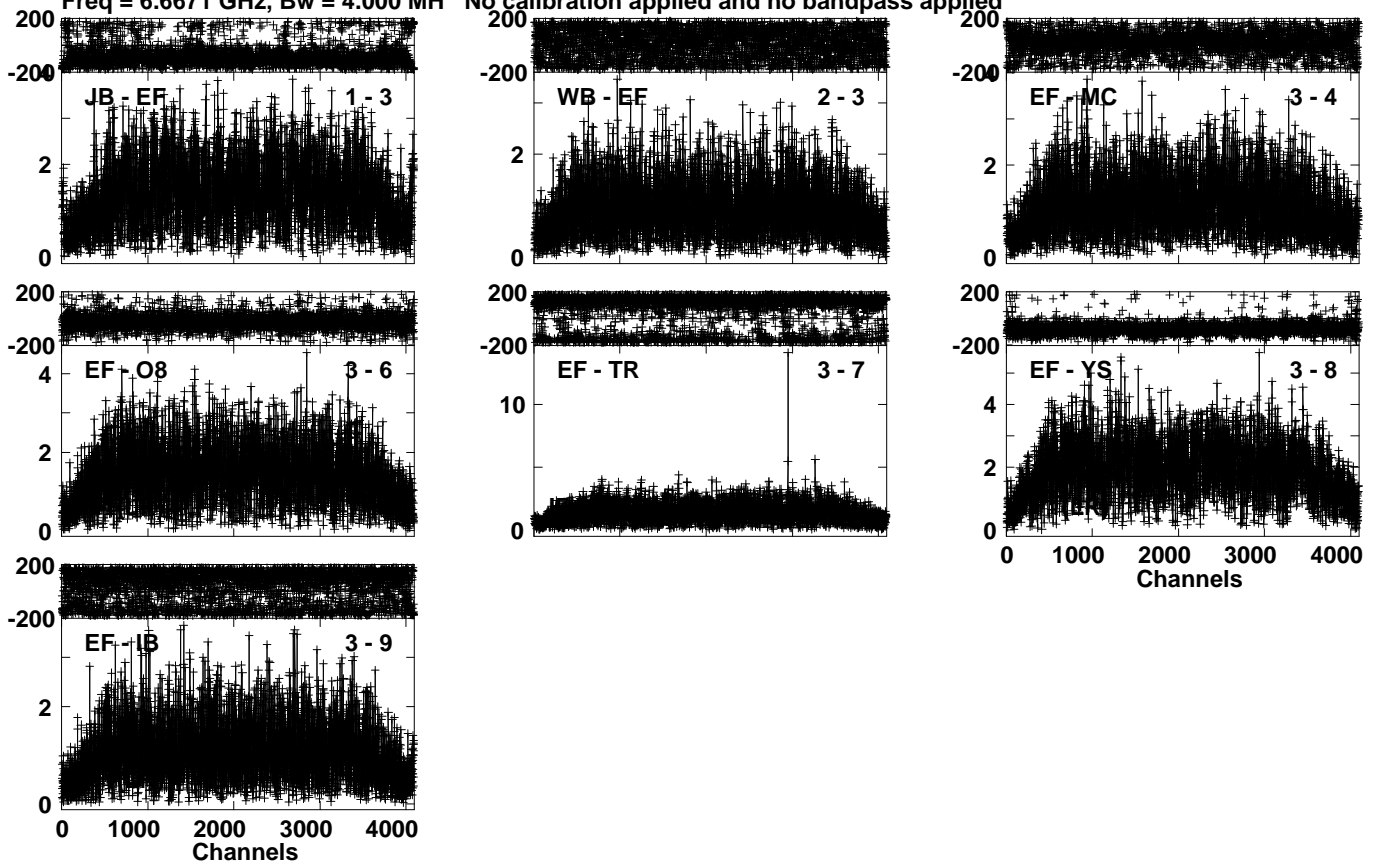 Freq = 6.6671 GHz, Bw = 4.000 MH No calibration applied and no bandpass applied
200
-200
4
JB - EF 1 - 3
2
0
200
-200
WB - EF 2 - 3
2
0
200
-200
4
EF - MC 3 - 4
2
0
200
-200
EF - O8 3 - 6
4
2
0
200
-200
EF - TR 3 - 7
10
0
200
-200
EF - YS 3 - 8
4
2
0
0 1000 2000 3000 4000
Channels
200
-200
EF - IB 3 - 9
2
0
0 1000 2000 3000 4000
Channels